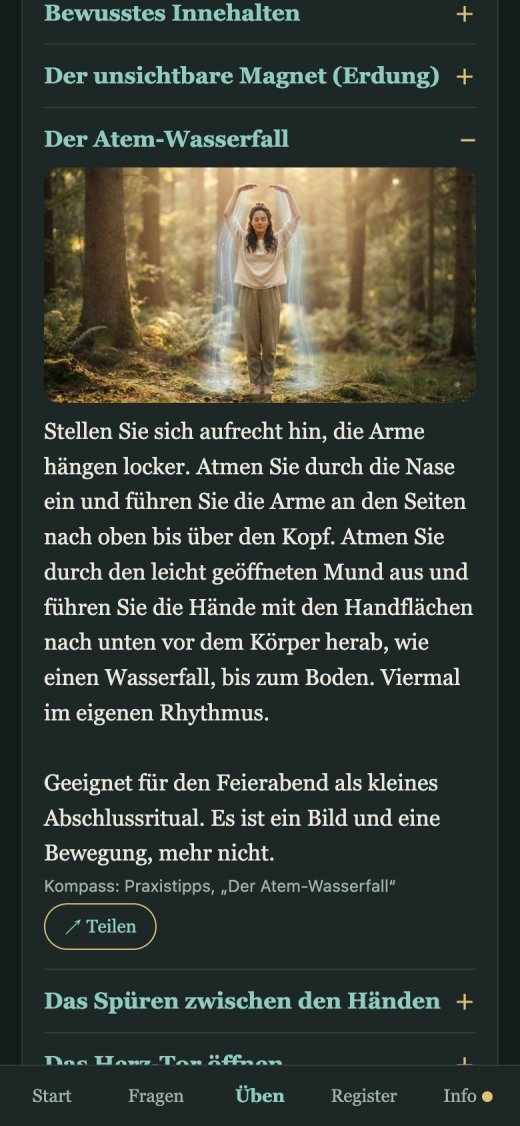 Bewusstes Innehalten +
Der unsichtbare Magnet (Erdung) +
Der Atem-Wasserfall –
Stellen Sie sich aufrecht hin, die Arme
hängen locker. Atmen Sie durch die Nase
ein und führen Sie die Arme an den Seiten
nach oben bis über den Kopf. Atmen Sie
durch den leicht geöffneten Mund aus und
führen Sie die Hände mit den Handflächen
nach unten vor dem Körper herab, wie
einen Wasserfall, bis zum Boden. Viermal
im eigenen Rhythmus.
Geeignet für den Feierabend als kleines
Abschlussritual. Es ist ein Bild und eine
Bewegung, mehr nicht.
Kompass: Praxistipps, „Der Atem-Wasserfall“
↗ Teilen
Das Spüren zwischen den Händen +
Das Herz-Tor öffnen +
Start Fragen Üben Register Info